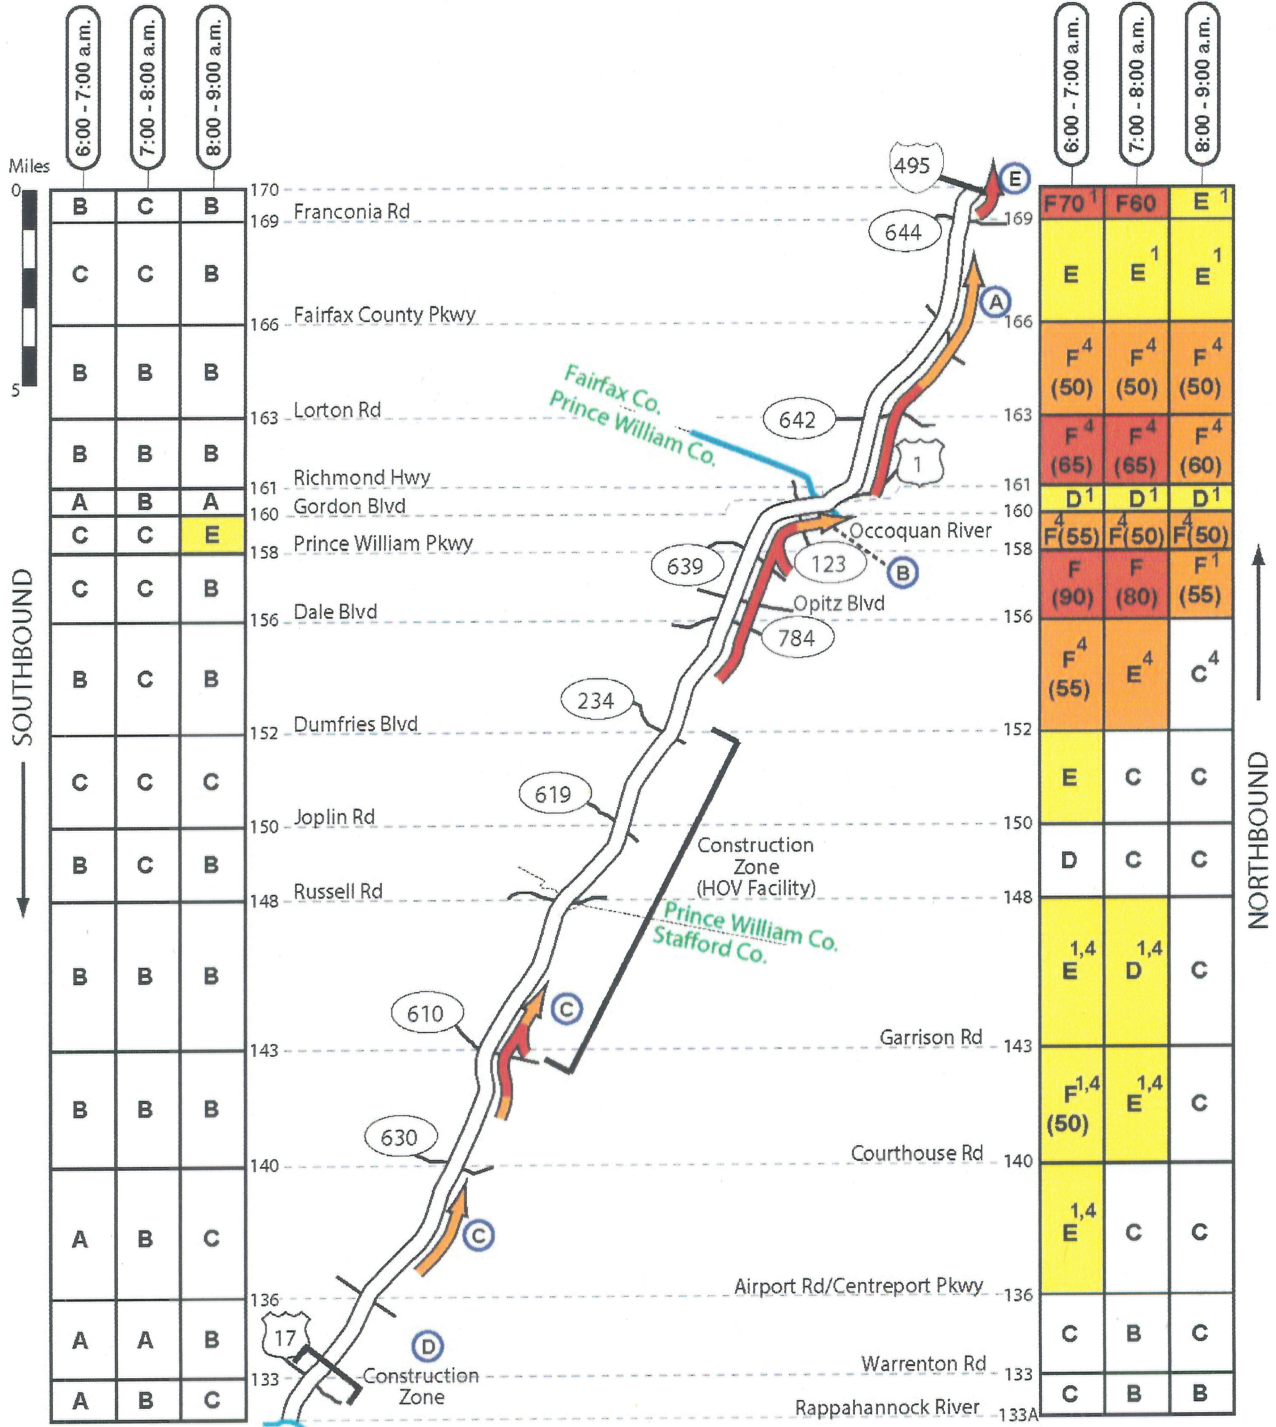 6:00 - 7:00 a.m. 7:00 - 8:00 a.m. 8:00 - 9:00 a.m.
6:00 - 7:00 a.m. 7:00 - 8:00 a.m. 8:00 - 9:00 a.m.
Miles
0
5
SOUTHBOUND
NORTHBOUND
B C B 170 495 E F70 1 F60 E 1
Franconia Rd
169 644 169
C C B E E 1 E 1
A
Fairfax County Pkwy
166 166
B B B F 4 F 4 F 4
(50) (50) (50)
Fairfax Co.
Prince William Co.
Lorton Rd
163 642 163
B B B F 4 F 4 F 4
(65) (65) (60)
1
Richmond Hwy
161 161
A B A D 1 D 1 D 1
Gordon Blvd
160 160
C C E 4 F(55) 4 F(50) 4 F(50)
Occoquan River
Prince William Pkwy
158 158
639 123 B
C C B F F F 1
(90) (80) (55)
Opitz Blvd
Dale Blvd
156 156
784
B C B F 4 E 4 C 4
(55)
234
Dumfries Blvd
152 152
C C C E C C
619
Joplin Rd
150 150
Construction
Zone
(HOV Facility)
B C B D C C
Russell Rd
148 148
Prince William Co.
Stafford Co.
B B B E 1,4 D 1,4 C
610 C
Garrison Rd
143 143
B B B F 1,4 E 1,4 C
(50)
630
Courthouse Rd
140 140
A B C E 1,4 C C
C
Airport Rd/Centreport Pkwy
136 136
A A B C B C
17 D
Warrenton Rd
133 133
Construction
Zone
A B C C B B
Rappahannock River
133A